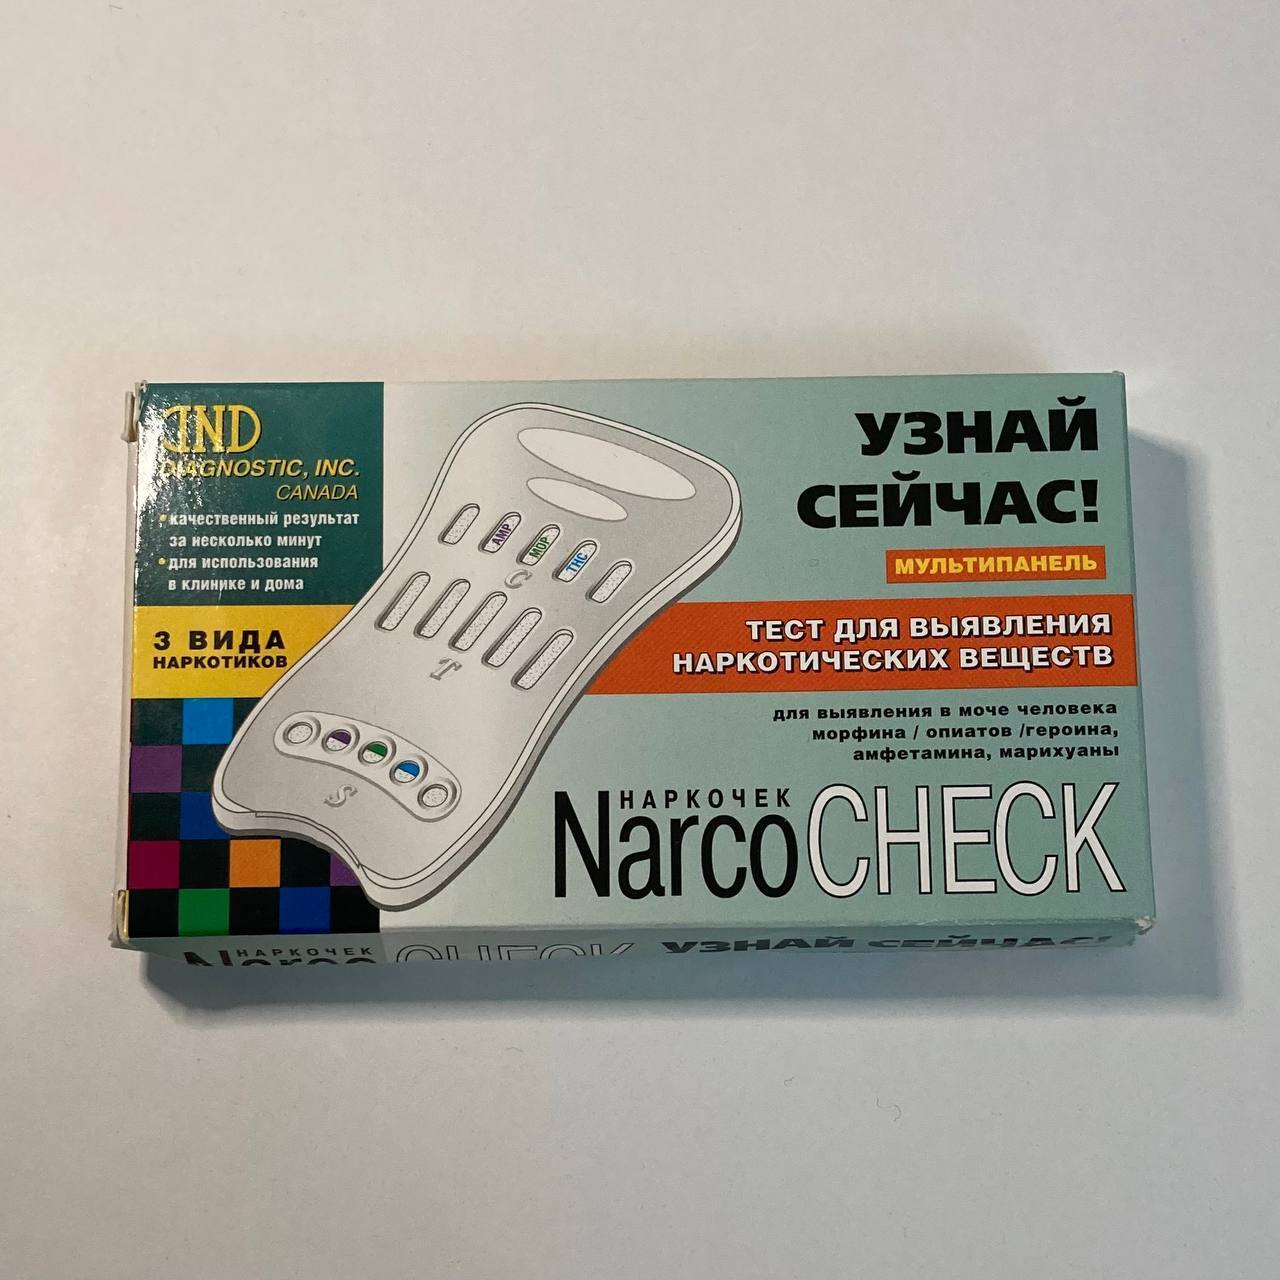 IND
DIAGNOSTIC, INC.
CANADA
• качественный результат
за несколько минут
• для использования
в клинике и дома
3 ВИДА
НАРКОТИКОВ
AMP
MOP
THC
C
T
S
УЗНАЙ
СЕЙЧАС!
МУЛЬТИПАНЕЛЬ
ТЕСТ ДЛЯ ВЫЯВЛЕНИЯ
НАРКОТИЧЕСКИХ ВЕЩЕСТВ
для выявления в моче человека
морфина / опиатов /героина,
амфетамина, марихуаны
НАРКОЧЕК
NarcoCHECK
НАРКОЧЕК
NarcoCHECK УЗНАЙ СЕЙЧАС!